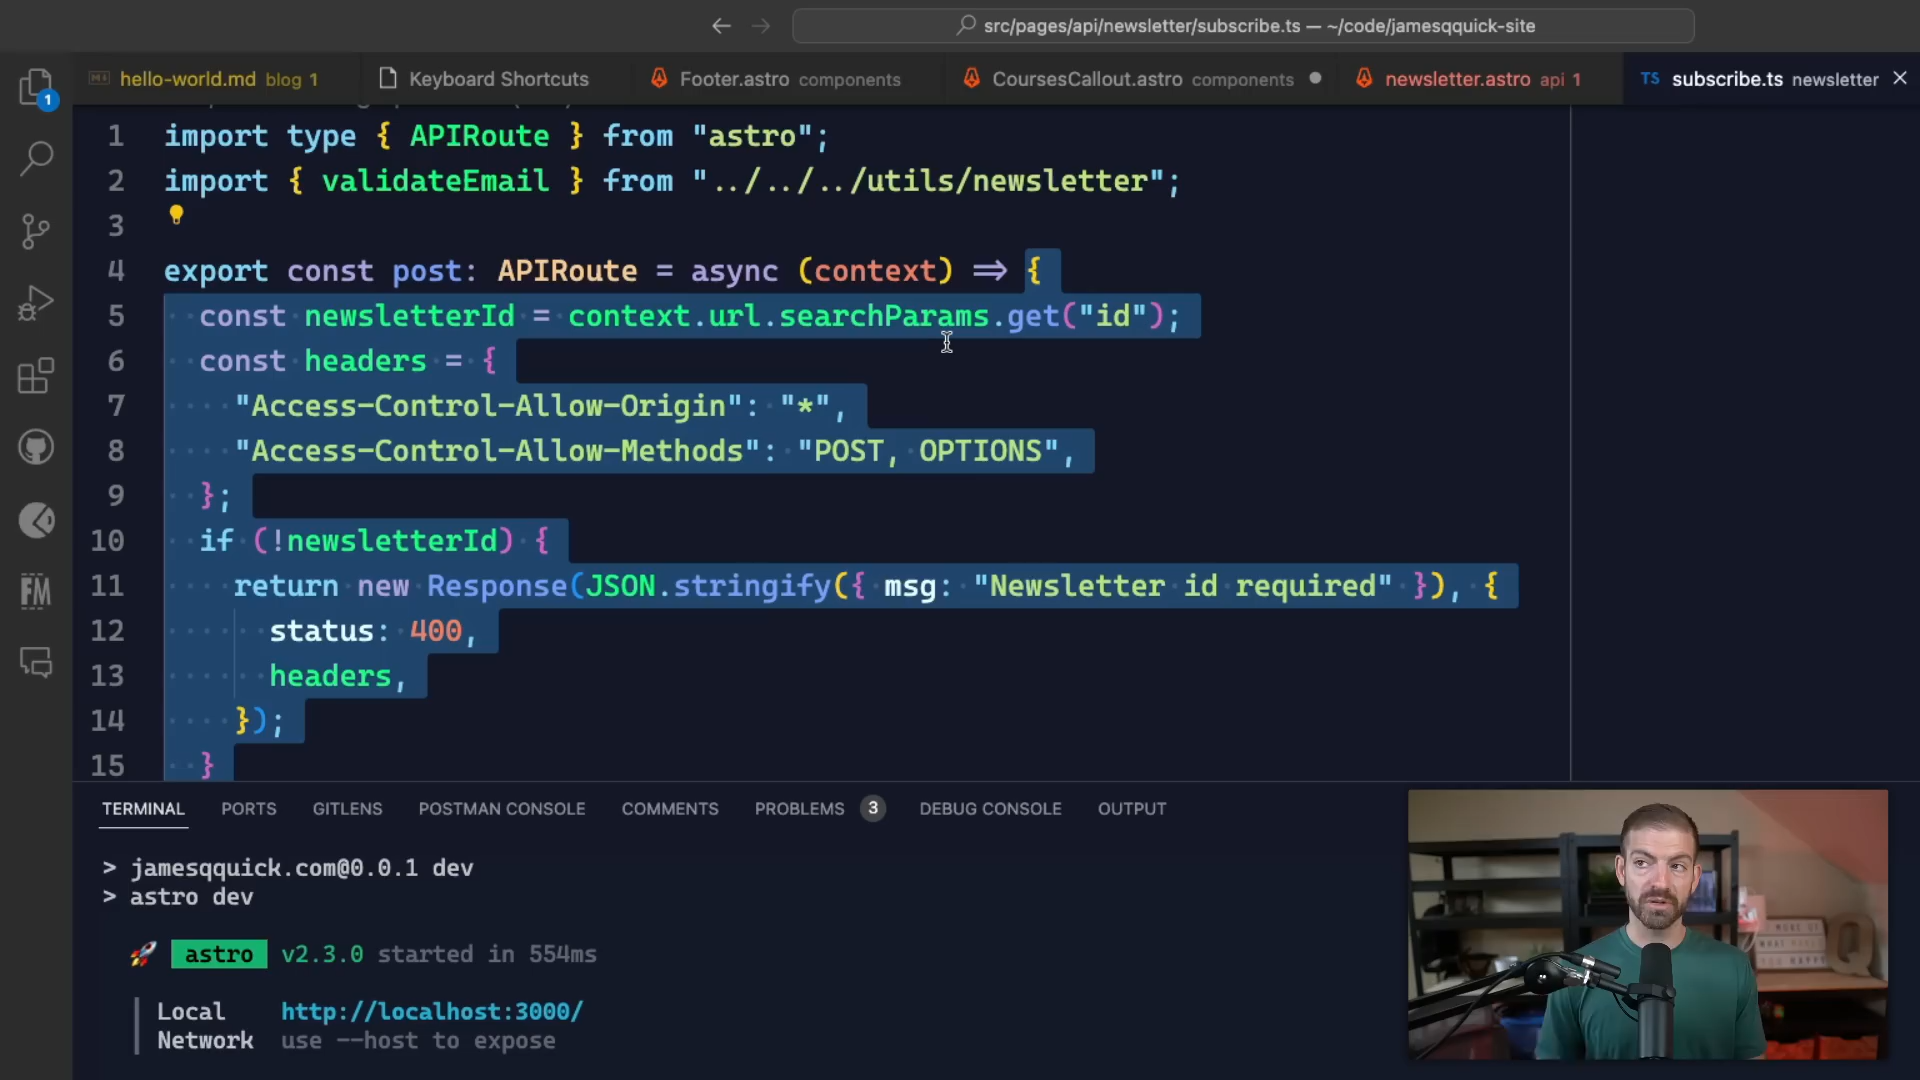 src/pages/api/newsletter/subscribe.ts — ~/code/jamesqquick-site
hello-world.md blog 1
Keyboard Shortcuts
Footer.astro components
CoursesCallout.astro components
newsletter.astro api 1
TS subscribe.ts newsletter
1 import type { APIRoute } from "astro";
2 import { validateEmail } from "../../../utils/newsletter";
3
4 export const post: APIRoute = async (context) => {
5 const newsletterId = context.url.searchParams.get("id");
6 const headers = {
7 "Access-Control-Allow-Origin": "*",
8 "Access-Control-Allow-Methods": "POST, OPTIONS",
9 };
10 if (!newsletterId) {
11 return new Response(JSON.stringify({ msg: "Newsletter id required" }), {
12 status: 400,
13 headers,
14 });
15 }
1
FM
TERMINAL PORTS GITLENS POSTMAN CONSOLE COMMENTS PROBLEMS 3 DEBUG CONSOLE OUTPUT
> jamesqquick.com@0.0.1 dev
> astro dev
🚀 astro v2.3.0 started in 554ms
Local http://localhost:3000/
Network use --host to expose
Q